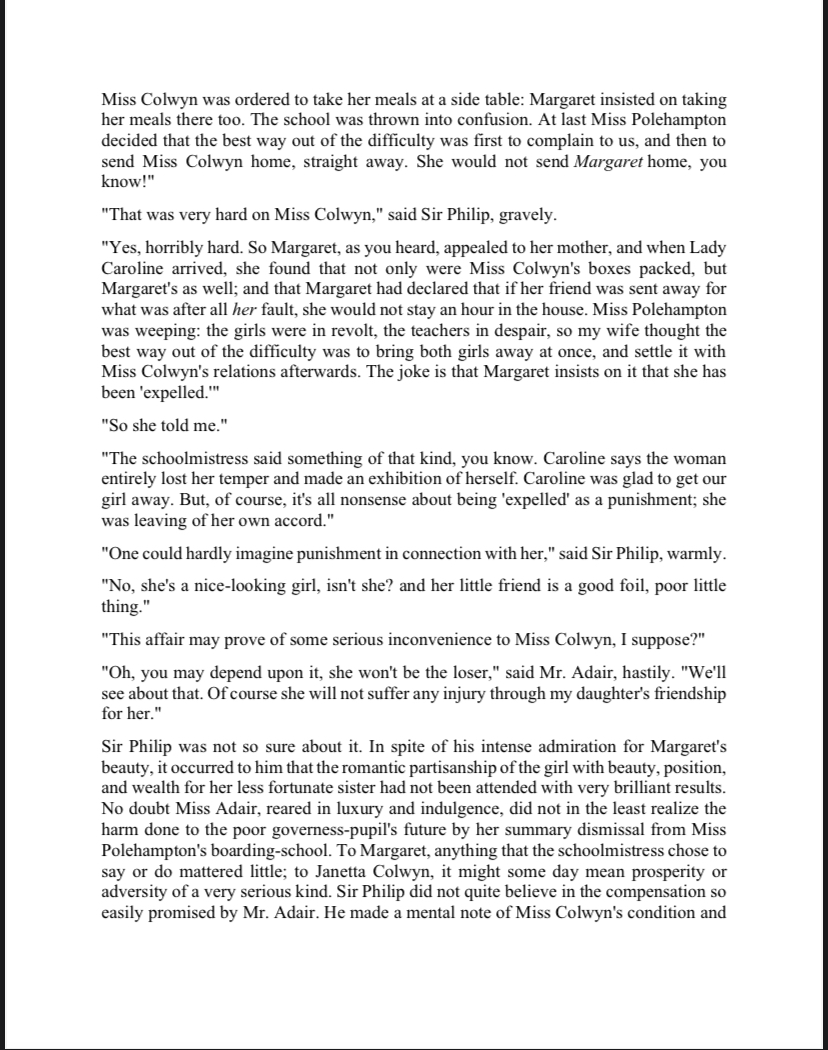 Miss Colwyn was ordered to take her meals at a side table: Margaret insisted on taking
her meals there too. The school was thrown into confusion. At last Miss Polehampton
decided that the best way out of the difficulty was first to complain to us, and then to
send Miss Colwyn home, straight away. She would not send Margaret home, you
know!"
"That was very hard on Miss Colwyn," said Sir Philip, gravely.
"Yes, horribly hard. So Margaret, as you heard, appealed to her mother, and when Lady
Caroline arrived, she found that not only were Miss Colwyn's boxes packed, but
Margaret's as well; and that Margaret had declared that if her friend was sent away for
what was after all her fault, she would not stay an hour in the house. Miss Polehampton
was weeping: the girls were in revolt, the teachers in despair, so my wife thought the
best way out of the difficulty was to bring both girls away at once, and settle it with
Miss Colwyn's relations afterwards. The joke is that Margaret insists on it that she has
been 'expelled.'"
"So she told me."
"The schoolmistress said something of that kind, you know. Caroline says the woman
entirely lost her temper and made an exhibition of herself. Caroline was glad to get our
girl away. But, of course, it's all nonsense about being 'expelled' as a punishment; she
was leaving of her own accord."
"One could hardly imagine punishment in connection with her," said Sir Philip, warmly.
"No, she's a nice-looking girl, isn't she? and her little friend is a good foil, poor little
thing."
"This affair may prove of some serious inconvenience to Miss Colwyn, I suppose?"
"Oh, you may depend upon it, she won't be the loser," said Mr. Adair, hastily. "We'll
see about that. Of course she will not suffer any injury through my daughter's friendship
for her."
Sir Philip was not so sure about it. In spite of his intense admiration for Margaret's
beauty, it occurred to him that the romantic partisanship of the girl with beauty, position,
and wealth for her less fortunate sister had not been attended with very brilliant results.
No doubt Miss Adair, reared in luxury and indulgence, did not in the least realize the
harm done to the poor governess-pupil's future by her summary dismissal from Miss
Polehampton's boarding-school. To Margaret, anything that the schoolmistress chose to
say or do mattered little; to Janetta Colwyn, it might some day mean prosperity or
adversity of a very serious kind. Sir Philip did not quite believe in the compensation so
easily promised by Mr. Adair. He made a mental note of Miss Colwyn's condition and